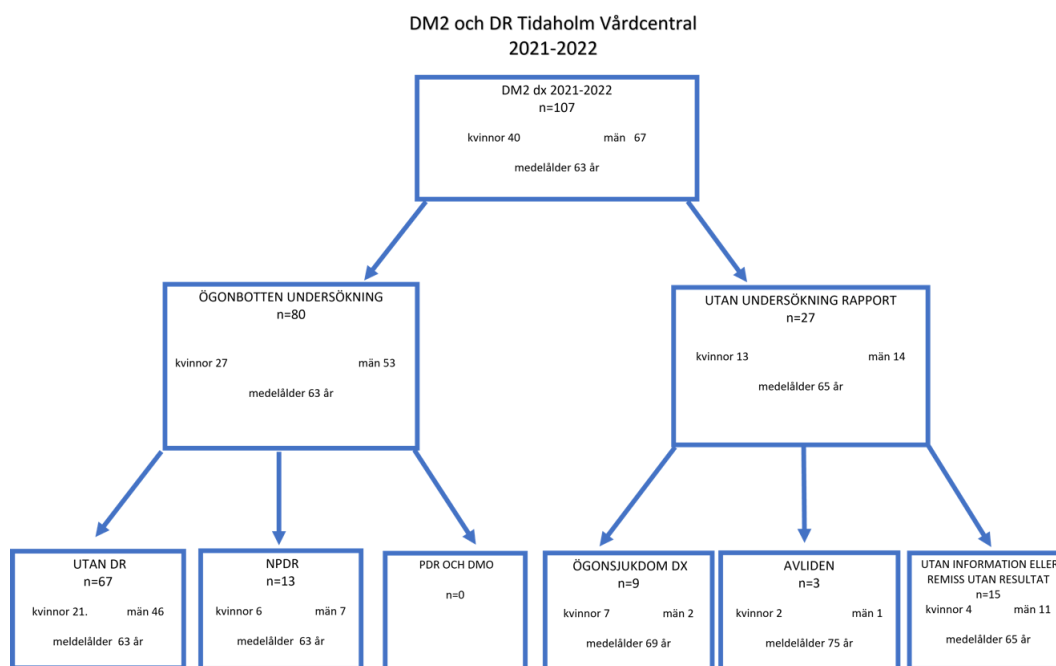 DM2 och DR Tidaholm Vårdcentral
2021-2022
DM2 dx 2021-2022
n=107
kvinnor 40 män 67
medelålder 63 år
ÖGONBOTTEN UNDERSÖKNING
n=80
kvinnor 27 män 53
medelålder 63 år
UTAN UNDERSÖKNING RAPPORT
n=27
kvinnor 13 män 14
medelålder 65 år
UTAN DR
n=67
kvinnor 21. män 46
meldelålder 63 år
NPDR
n=13
kvinnor 6 män 7
medelålder 63 år
PDR OCH DMO
n=0
ÖGONSJUKDOM DX
n=9
kvinnor 7 män 2
medelålder 69 år
AVLIDEN
n=3
kvinnor 2 män 1
meldelålder 75 år
UTAN INFORMATION ELLER
REMISS UTAN RESULTAT
n=15
kvinnor 4 män 11
medelålder 65 år